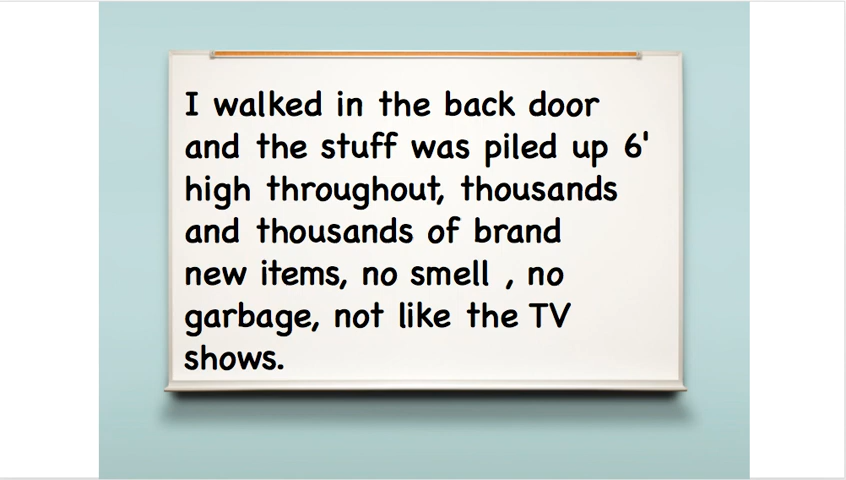 I walked in the back door
and the stuff was piled up 6'
high throughout, thousands
and thousands of brand
new items, no smell , no
garbage, not like the TV
shows.